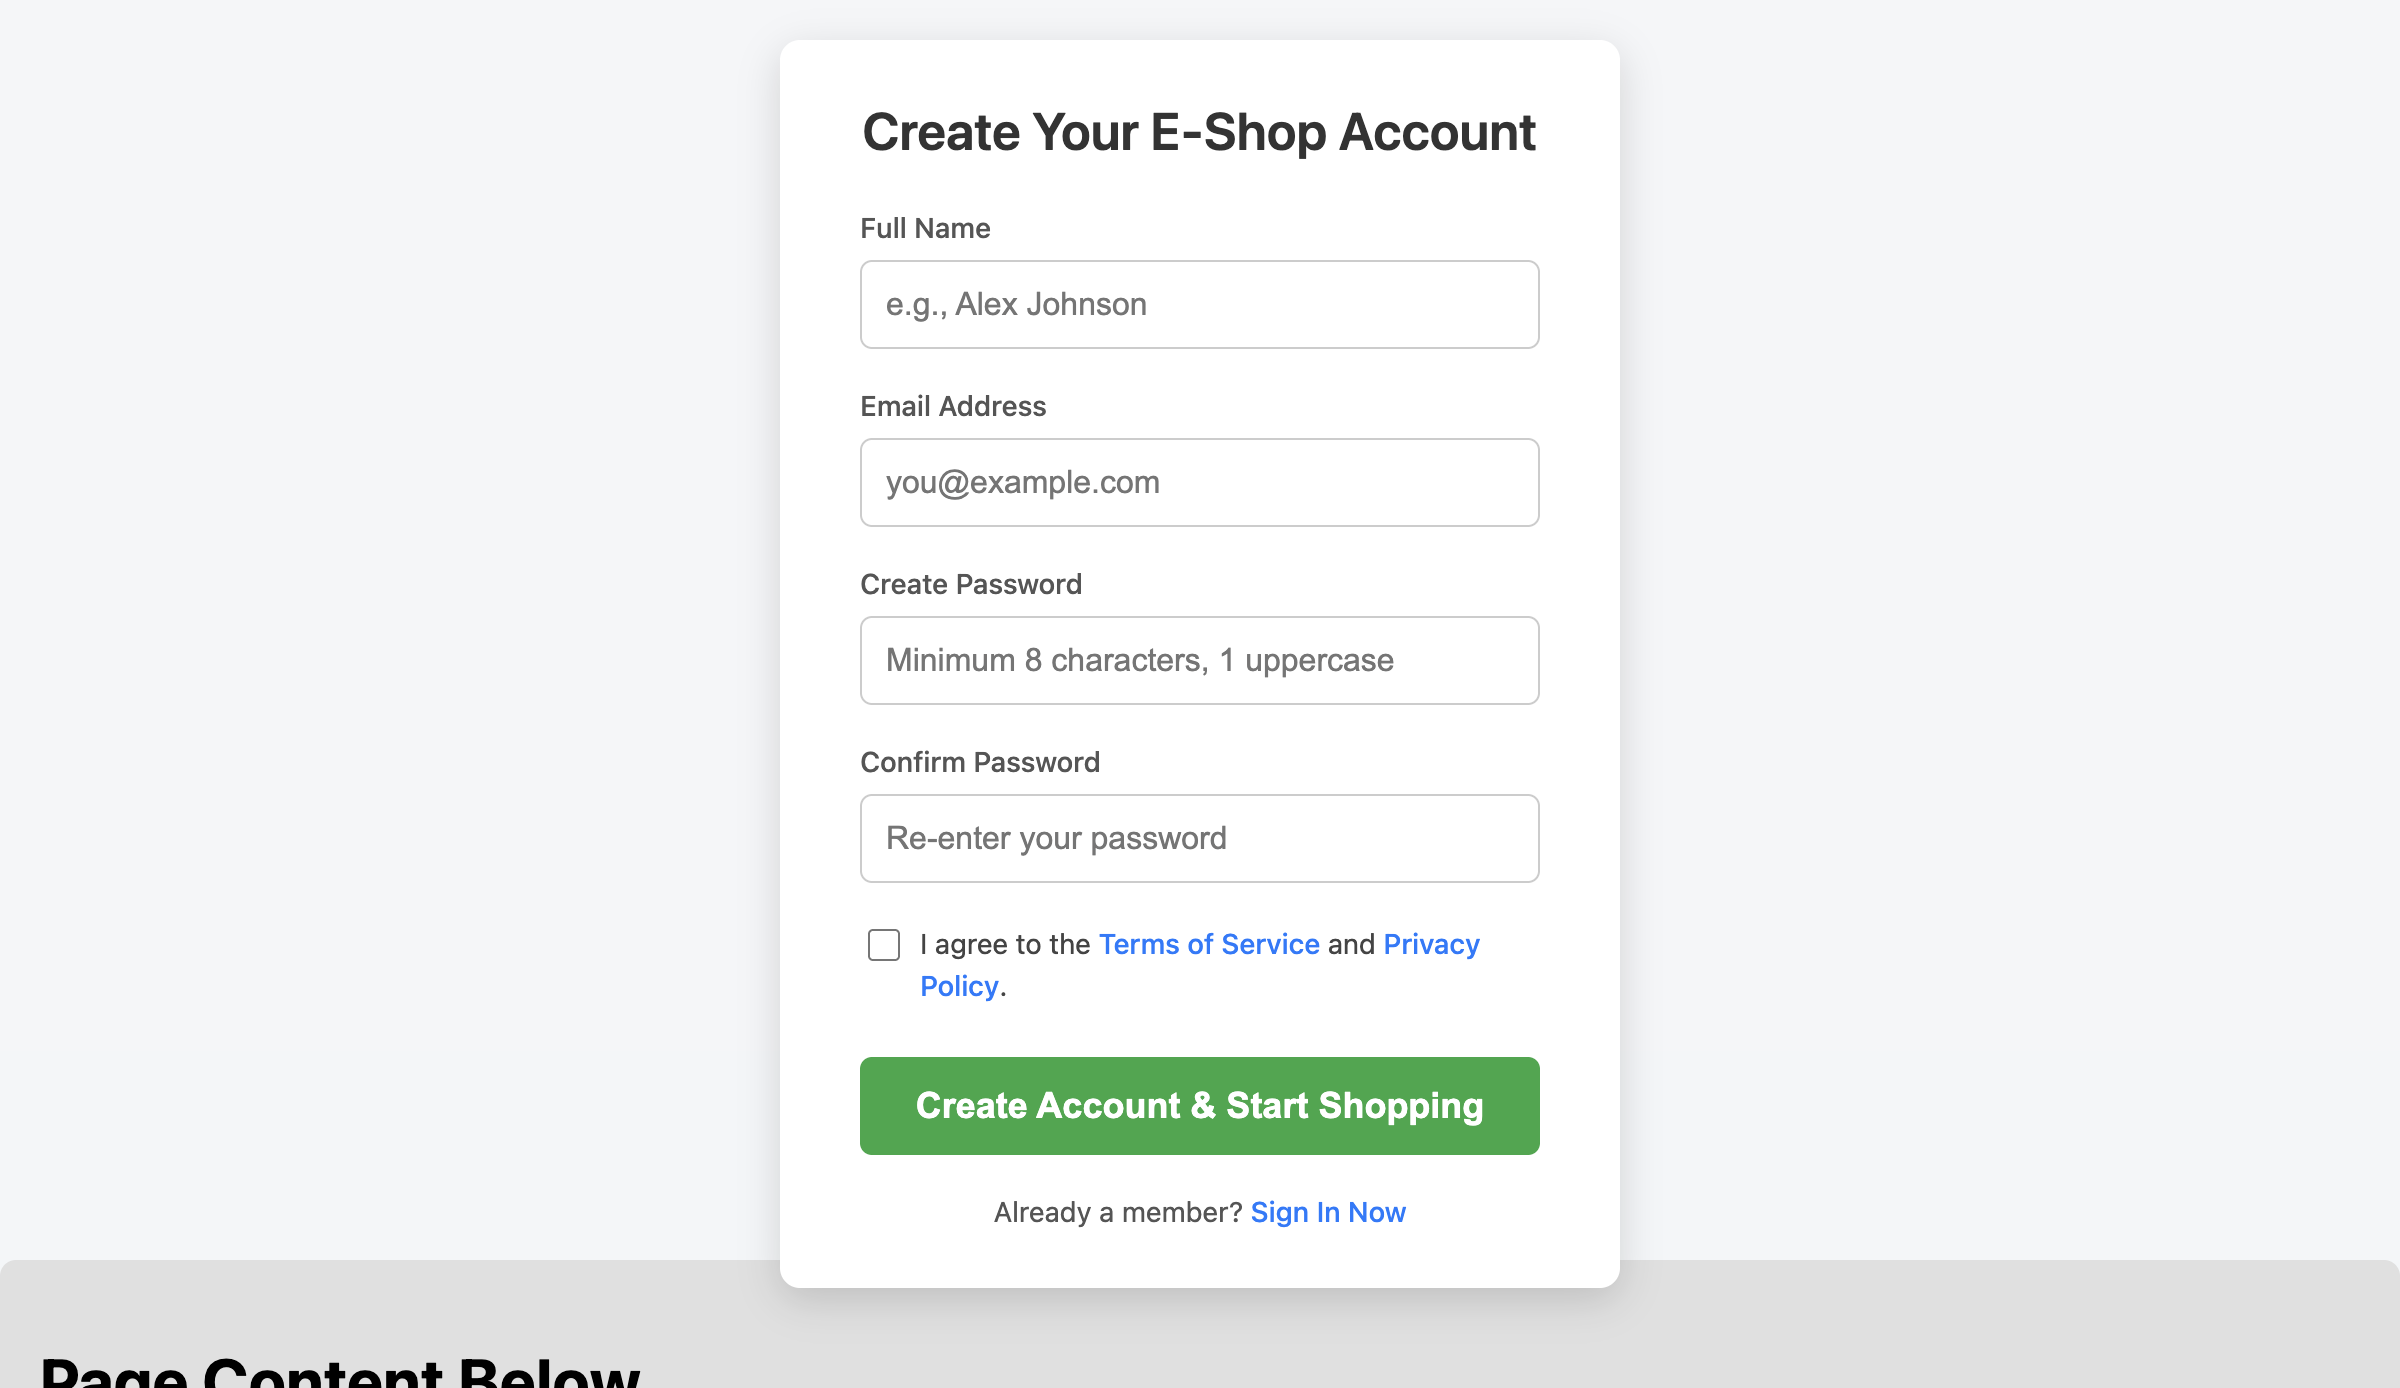 Create Your E-Shop Account
Full Name
e.g., Alex Johnson
Email Address
you@example.com
Create Password
Minimum 8 characters, 1 uppercase
Confirm Password
Re-enter your password
I agree to the Terms of Service and Privacy
Policy.
Create Account & Start Shopping
Already a member? Sign In Now
Page Content Below